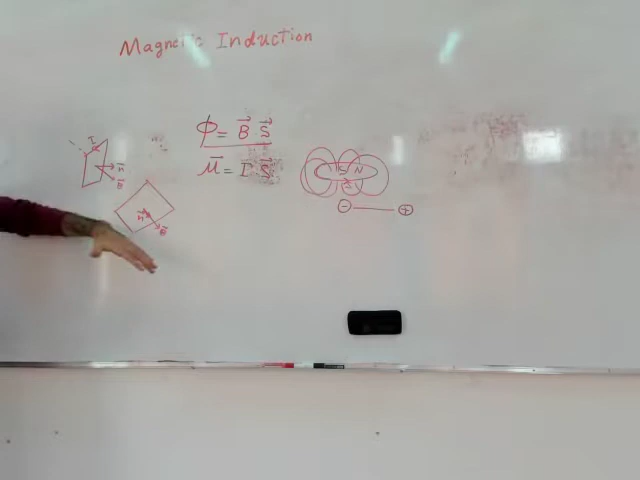 Magnetic Induction
Φ = B⃗ S⃗
μ⃗ = I S⃗
I
S N
⊖ ⊕